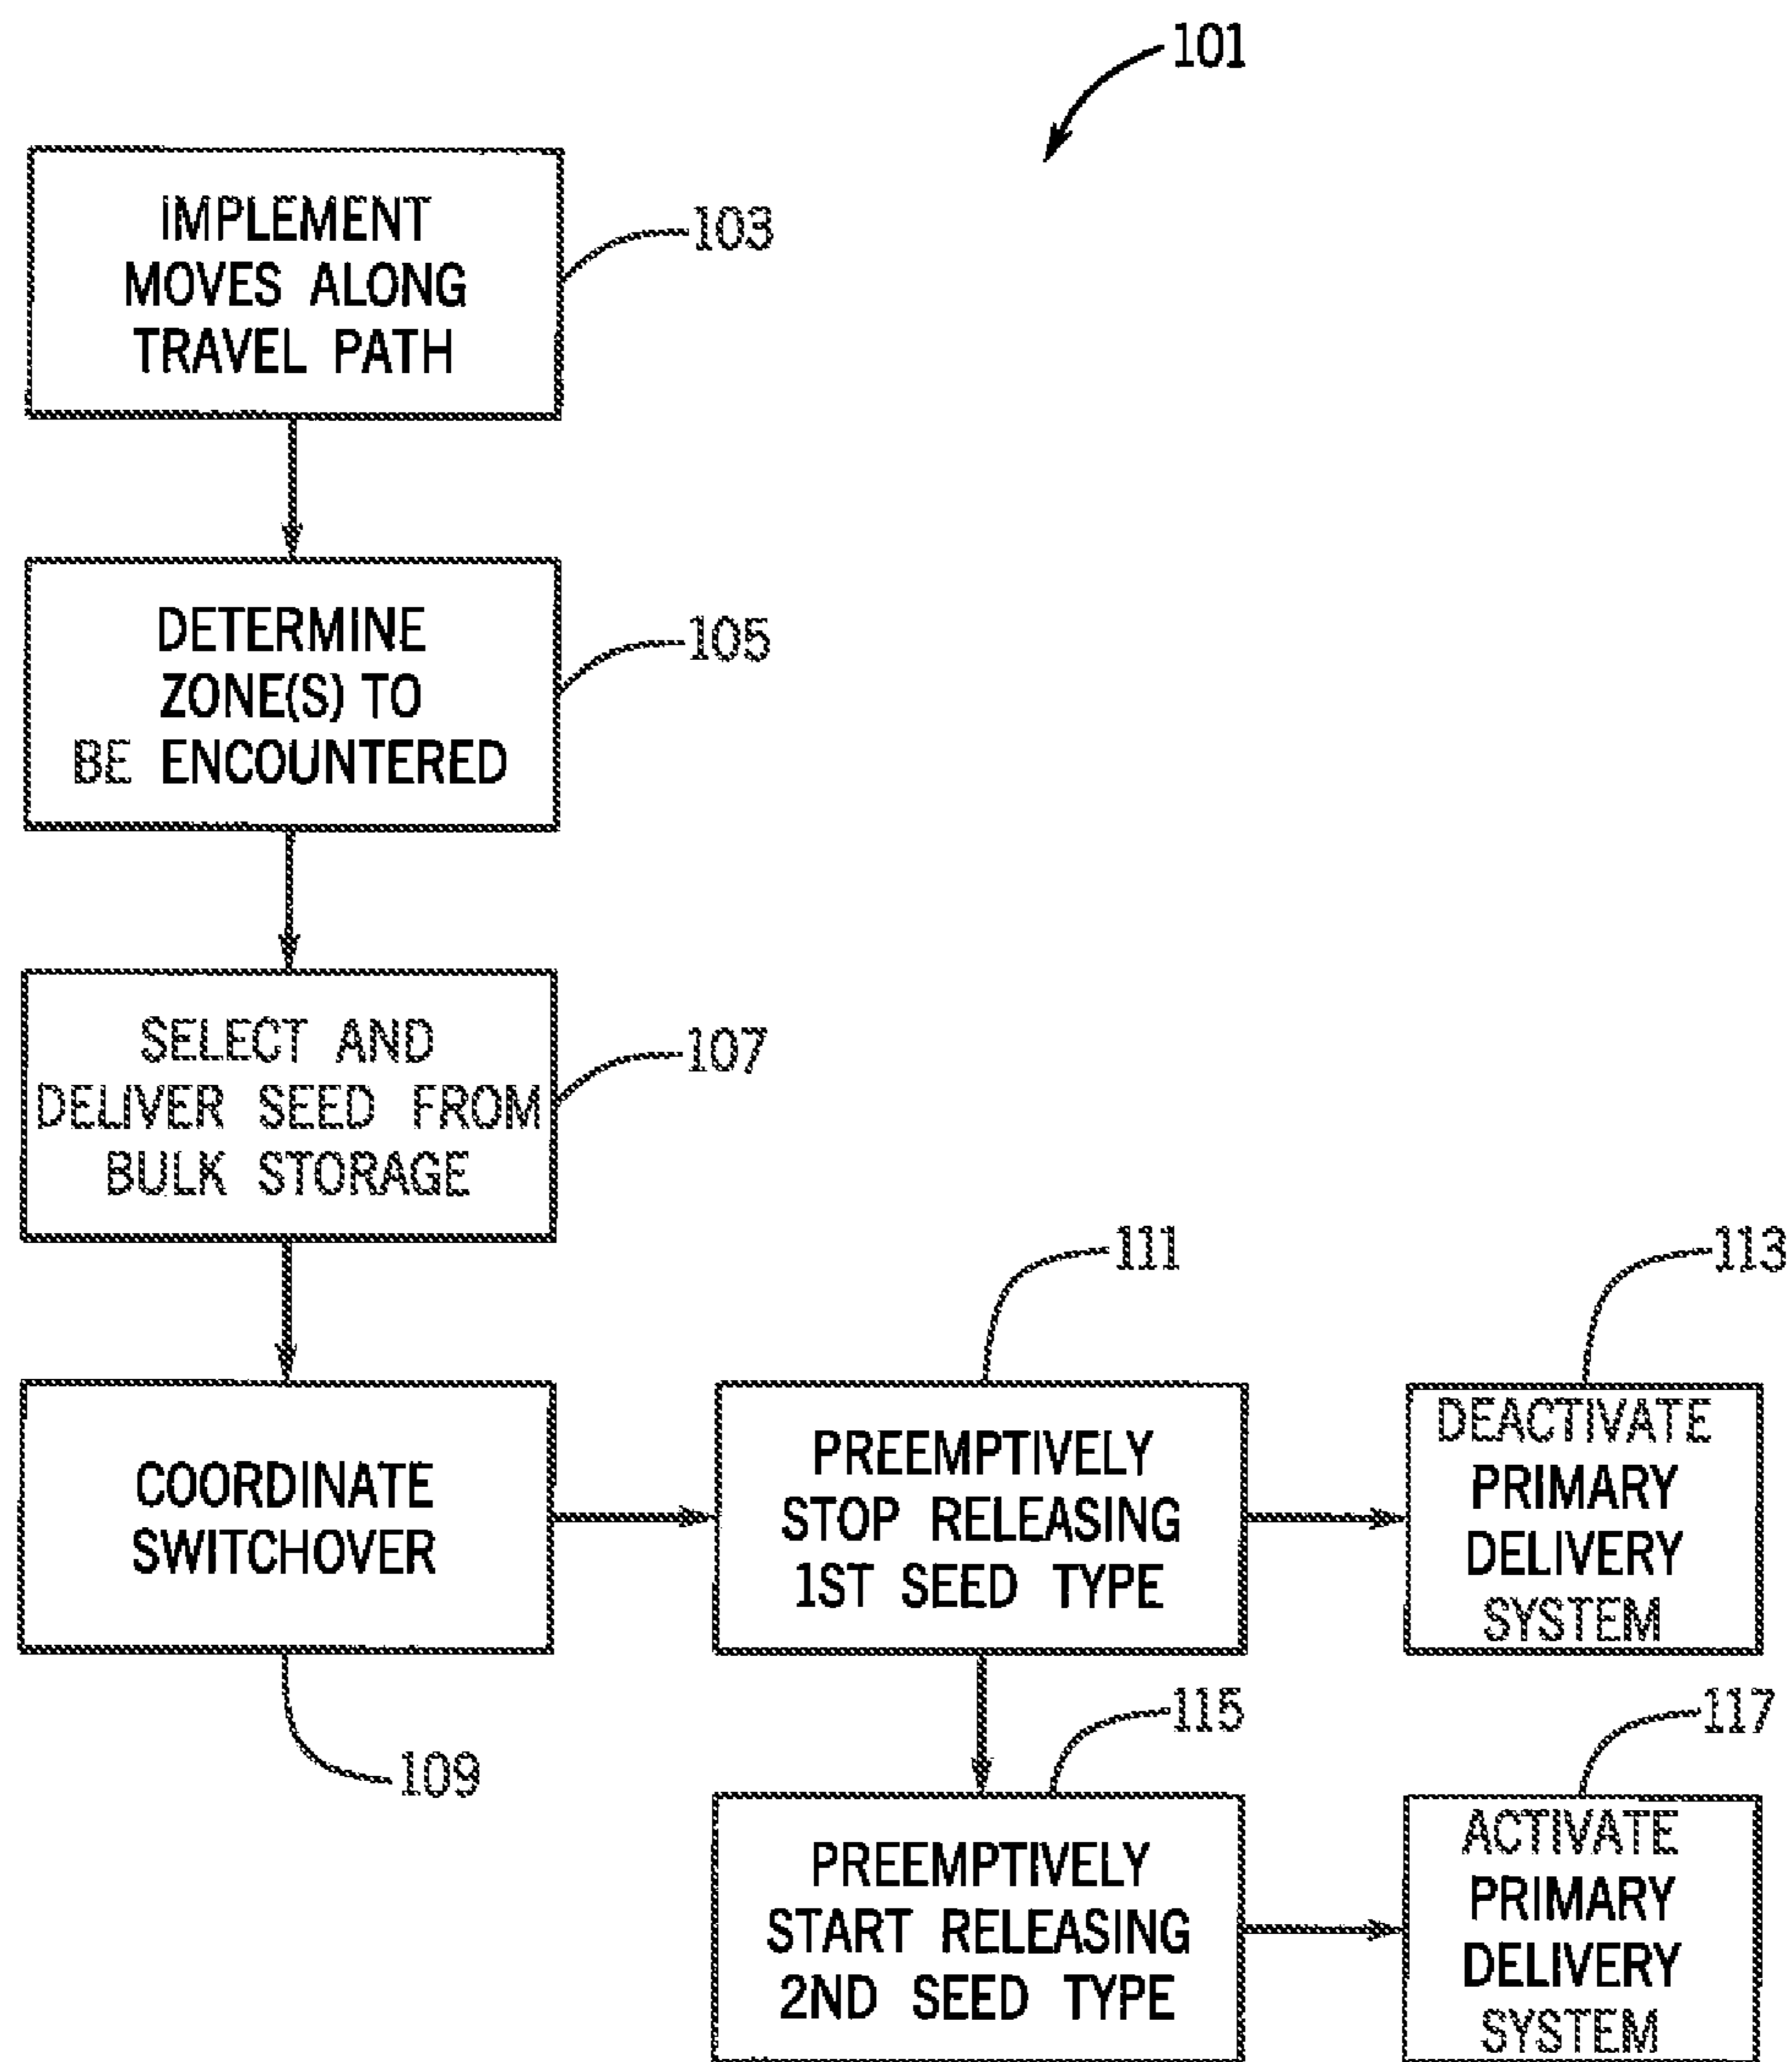 101
IMPLEMENT
MOVES ALONG
TRAVEL PATH
103
DETERMINE
ZONE(S) TO
BE ENCOUNTERED
105
SELECT AND
DELIVER SEED FROM
BULK STORAGE
107
COORDINATE
SWITCHOVER
109
111
PREEMPTIVELY
STOP RELEASING
1ST SEED TYPE
113
DEACTIVATE
PRIMARY
DELIVERY
SYSTEM
115
PREEMPTIVELY
START RELEASING
2ND SEED TYPE
117
ACTIVATE
PRIMARY
DELIVERY
SYSTEM